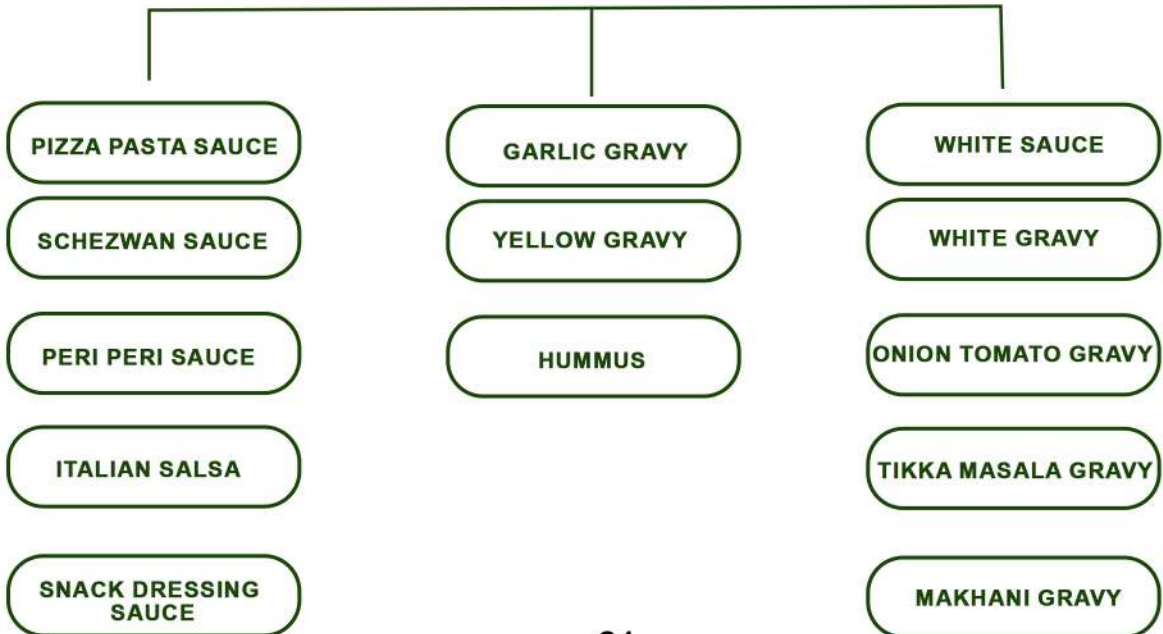 PIZZA PASTA SAUCE
SCHEZWAN SAUCE
PERI PERI SAUCE
ITALIAN SALSA
SNACK DRESSING
SAUCE
GARLIC GRAVY
YELLOW GRAVY
HUMMUS
WHITE SAUCE
WHITE GRAVY
ONION TOMATO GRAVY
TIKKA MASALA GRAVY
MAKHANI GRAVY